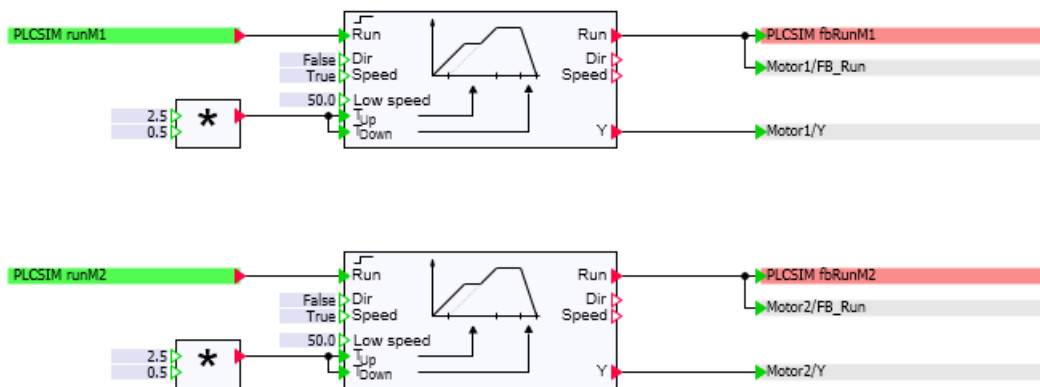 PLCSIM runM1 Run Run PLCSIM fbRunM1
False Dir Dir Motor1/FB_Run
True Speed Speed
50.0 Low speed
2.5 * TUp
0.5 TDown Y Motor1/Y
PLCSIM runM2 Run Run PLCSIM fbRunM2
False Dir Dir Motor2/FB_Run
True Speed Speed
50.0 Low speed
2.5 * TUp
0.5 TDown Y Motor2/Y